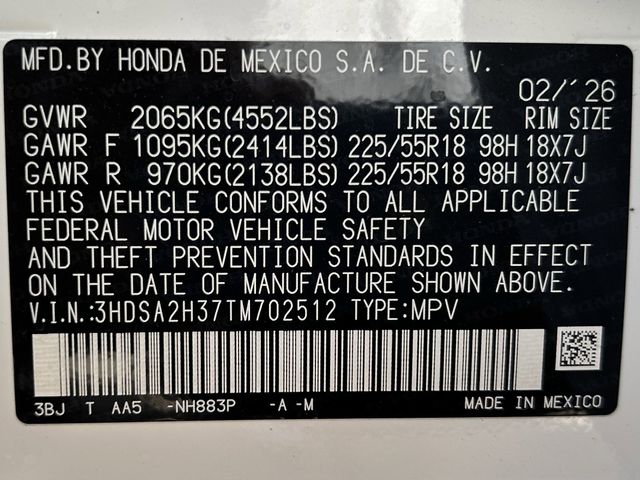 MFD.BY HONDA DE MEXICO S.A. DE C.V.
02/'26
GVWR 2065KG(4552LBS) TIRE SIZE RIM SIZE
GAWR F 1095KG(2414LBS) 225/55R18 98H 18X7J
GAWR R 970KG(2138LBS) 225/55R18 98H 18X7J
THIS VEHICLE CONFORMS TO ALL APPLICABLE
FEDERAL MOTOR VEHICLE SAFETY
AND THEFT PREVENTION STANDARDS IN EFFECT
ON THE DATE OF MANUFACTURE SHOWN ABOVE.
V.I.N.:3HDSA2H37TM702512 TYPE:MPV
3BJ T AA5 -NH883P -A -M MADE IN MEXICO